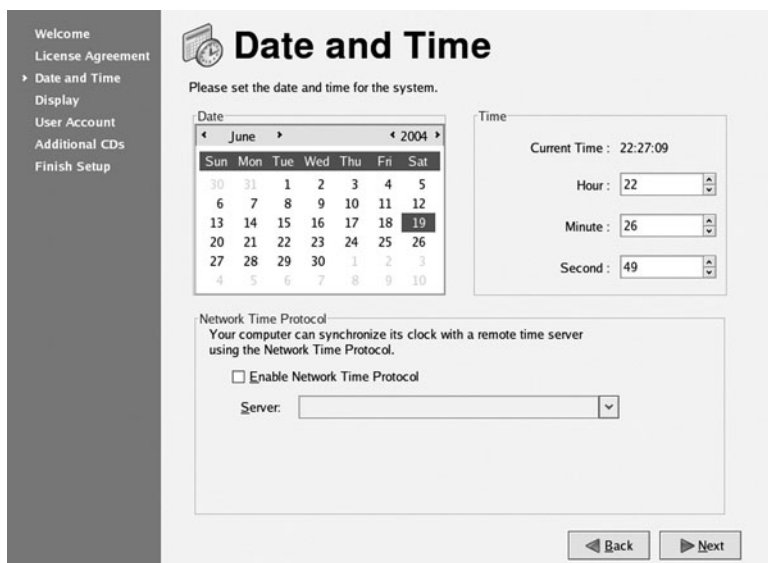 Welcome
License Agreement
Date and Time
Display
User Account
Additional CDs
Finish Setup
Date and Time
Please set the date and time for the system.
Date
June 2004
Sun Mon Tue Wed Thu Fri Sat
30 31 1 2 3 4 5
6 7 8 9 10 11 12
13 14 15 16 17 18 19
20 21 22 23 24 25 26
27 28 29 30 1 2 3
4 5 6 7 8 9 10
Time
Current Time : 22:27:09
Hour : 22
Minute : 26
Second : 49
Network Time Protocol
Your computer can synchronize its clock with a remote time server
using the Network Time Protocol.
Enable Network Time Protocol
Server:
Back Next